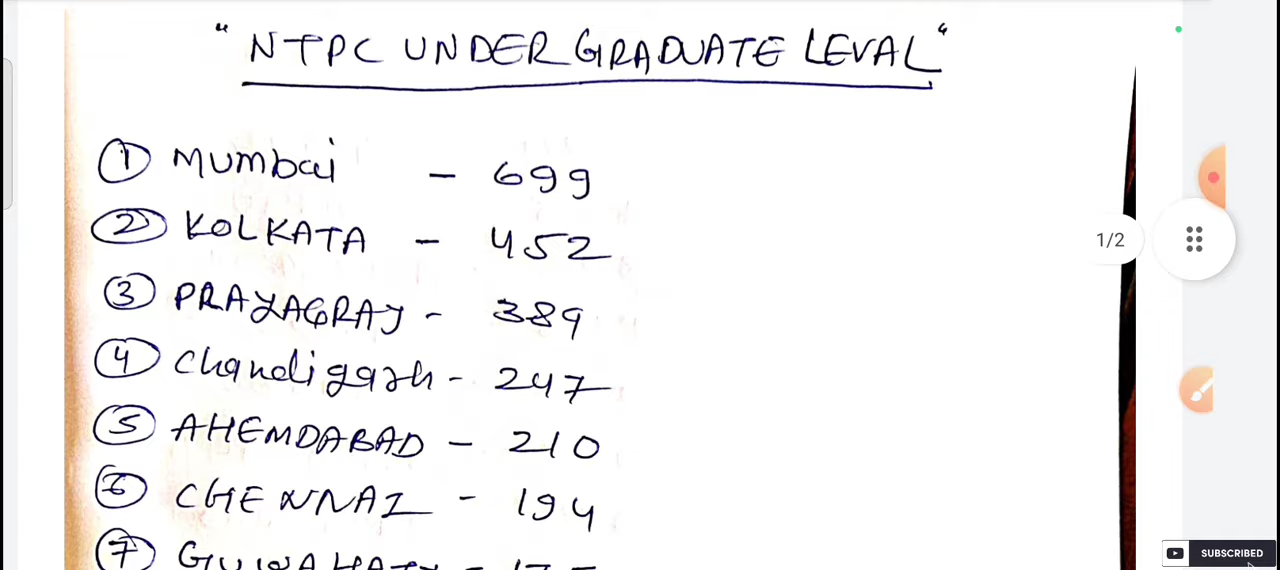 "NTPC UNDER GRADUATE LEVAL"
① Mumbai - 699
② KOLKATA - 452
③ PRAYAGRAJ - 389
④ Chandigarh - 247
⑤ AHEMDABAD - 210
⑥ CHENNAI - 194
⑦
1/2
SUBSCRIBED